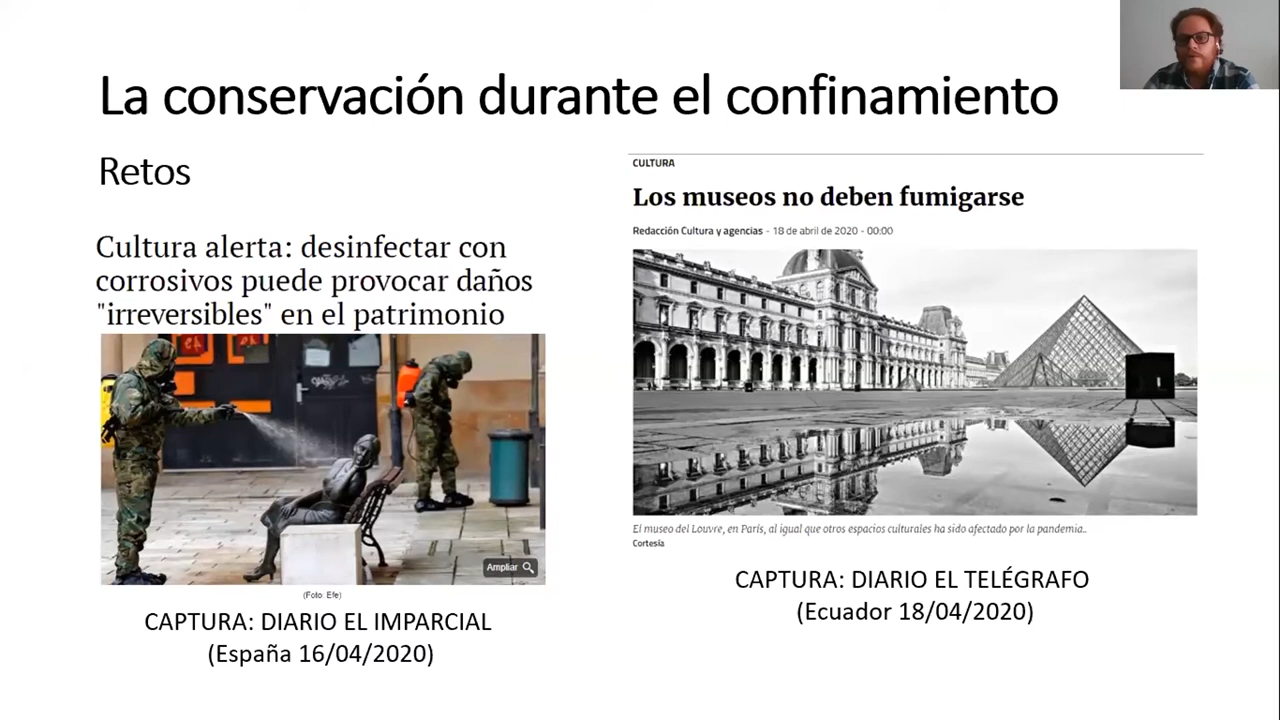 La conservación durante el confinamiento
Retos
Cultura alerta: desinfectar con
corrosivos puede provocar daños
"irreversibles" en el patrimonio
Ampliar
(Foto: Efe)
CAPTURA: DIARIO EL IMPARCIAL
(España 16/04/2020)
CULTURA
Los museos no deben fumigarse
Redacción Cultura y agencias - 18 de abril de 2020 - 00:00
El museo del Louvre, en París, al igual que otros espacios culturales ha sido afectado por la pandemia..
Cortesía
CAPTURA: DIARIO EL TELÉGRAFO
(Ecuador 18/04/2020)